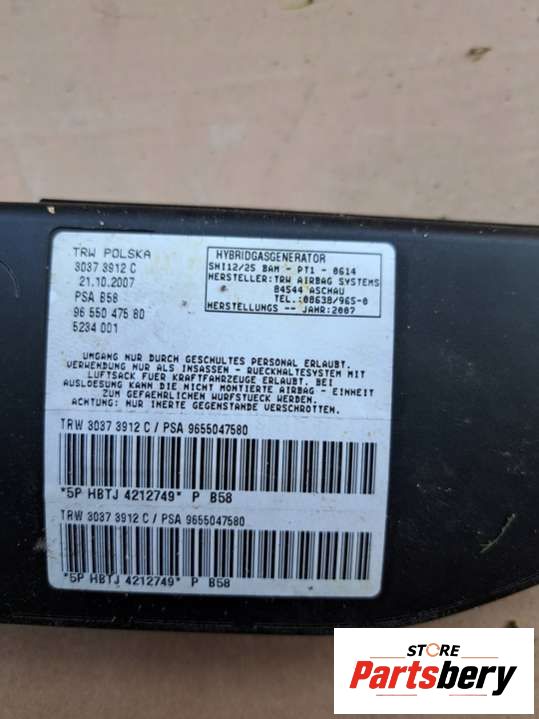 TRW POLSKA
3037 3912 C
21.10.2007
PSA B58
96 550 475 80
5234 001
HYBRIDGASGENERATOR
SHI12/25 BAM - PT1 - 0614
HERSTELLER:TRW AIRBAG SYSTEMS
84544 ASCHAU
TEL.:08638/965-0
HERSTELLUNGS -- JAHR:2007
UMGANG NUR DURCH GESCHULTES PERSONAL ERLAUBT.
VERWENDUNG NUR ALS INSASSEN - RUECKHALTESYSTEM MIT
LUFTSACK FUER KRAFTFAHRZEUGE ERLAUBT. BEI
AUSLOESUNG KANN DIE NICHT MONTIERTE AIRBAG - EINHEIT
ZUM GEFAEHRLICHEN WURFSTUECK WERDEN.
ACHTUNG: NUR INERTE GEGENSTANDE VERSCHROTTEN.
TRW 3037 3912 C / PSA 9655047580
*5P HBTJ 4212749* P B58
TRW 3037 3912 C / PSA 9655047580
*5P HBTJ 4212749* P B58
STORE
Partsbery